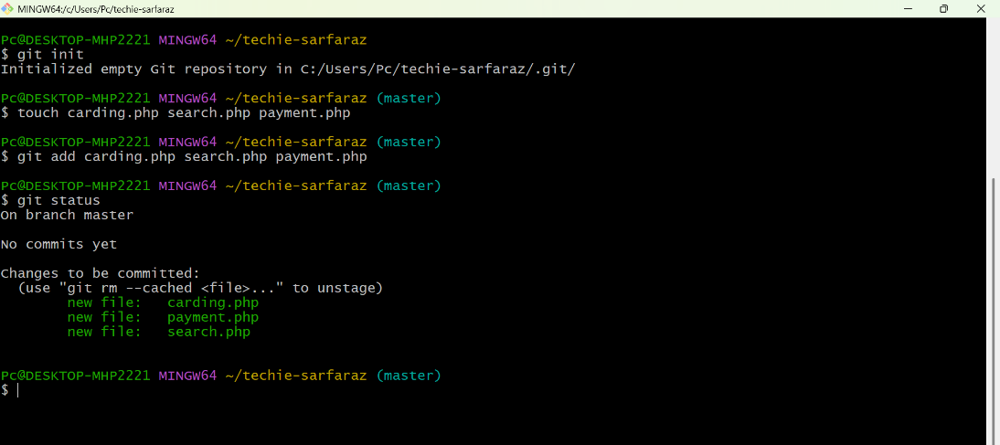 MINGW64:/c/Users/Pc/techie-sarfaraz
Pc@DESKTOP-MHP2221 MINGW64 ~/techie-sarfaraz
$ git init
Initialized empty Git repository in C:/Users/Pc/techie-sarfaraz/.git/
Pc@DESKTOP-MHP2221 MINGW64 ~/techie-sarfaraz (master)
$ touch carding.php search.php payment.php
Pc@DESKTOP-MHP2221 MINGW64 ~/techie-sarfaraz (master)
$ git add carding.php search.php payment.php
Pc@DESKTOP-MHP2221 MINGW64 ~/techie-sarfaraz (master)
$ git status
On branch master
No commits yet
Changes to be committed:
  (use "git rm --cached <file>..." to unstage)
        new file:   carding.php
        new file:   payment.php
        new file:   search.php
Pc@DESKTOP-MHP2221 MINGW64 ~/techie-sarfaraz (master)
$